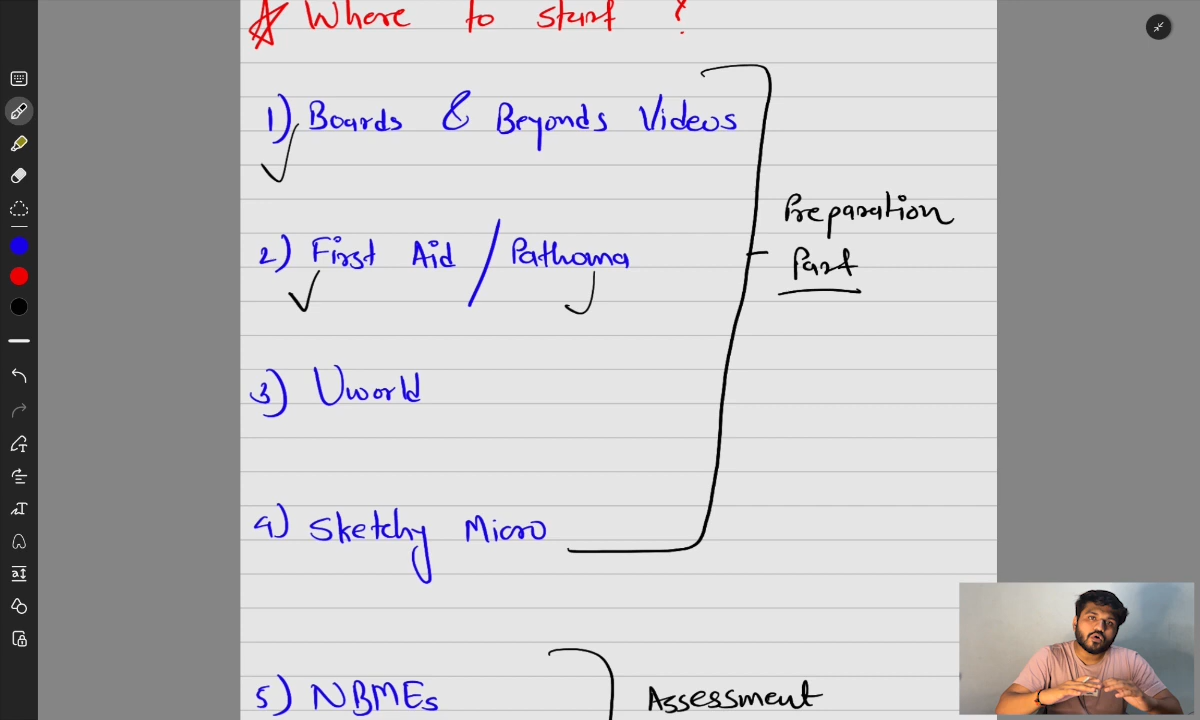 ☆ Where to start ?
1) Boards & Beyonds Videos
2) First Aid / Pathoma
Preparation
Part
3) Uworld
4) Sketchy Micro
5) NBMEs
Assessment